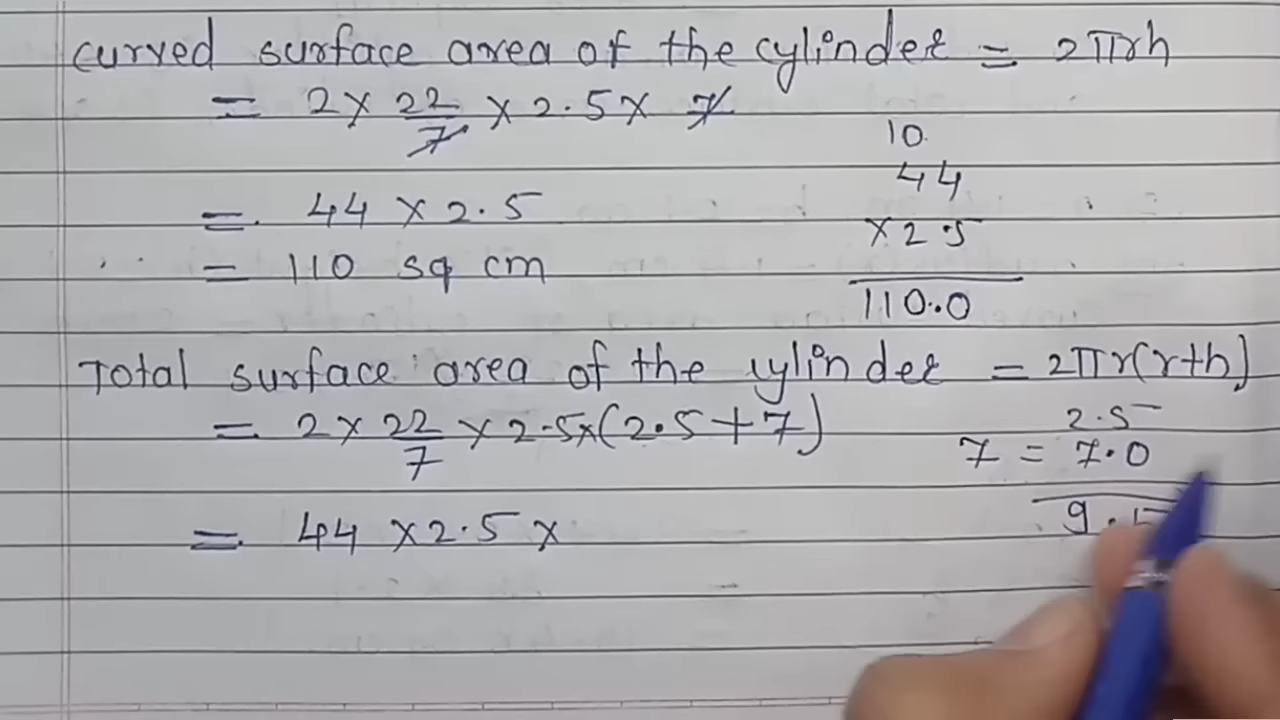 curved surface area of the cylinder = 2πrh
= 2 × 22/7 × 2.5 × 7
10
44
= 44 × 2.5
× 2.5
= 110 sq cm
110.0
Total surface area of the cylinder = 2πr(r+h)
= 2 × 22/7 × 2.5 × (2.5 + 7)
2.5
7 = 7.0
= 44 × 2.5 ×
9.5